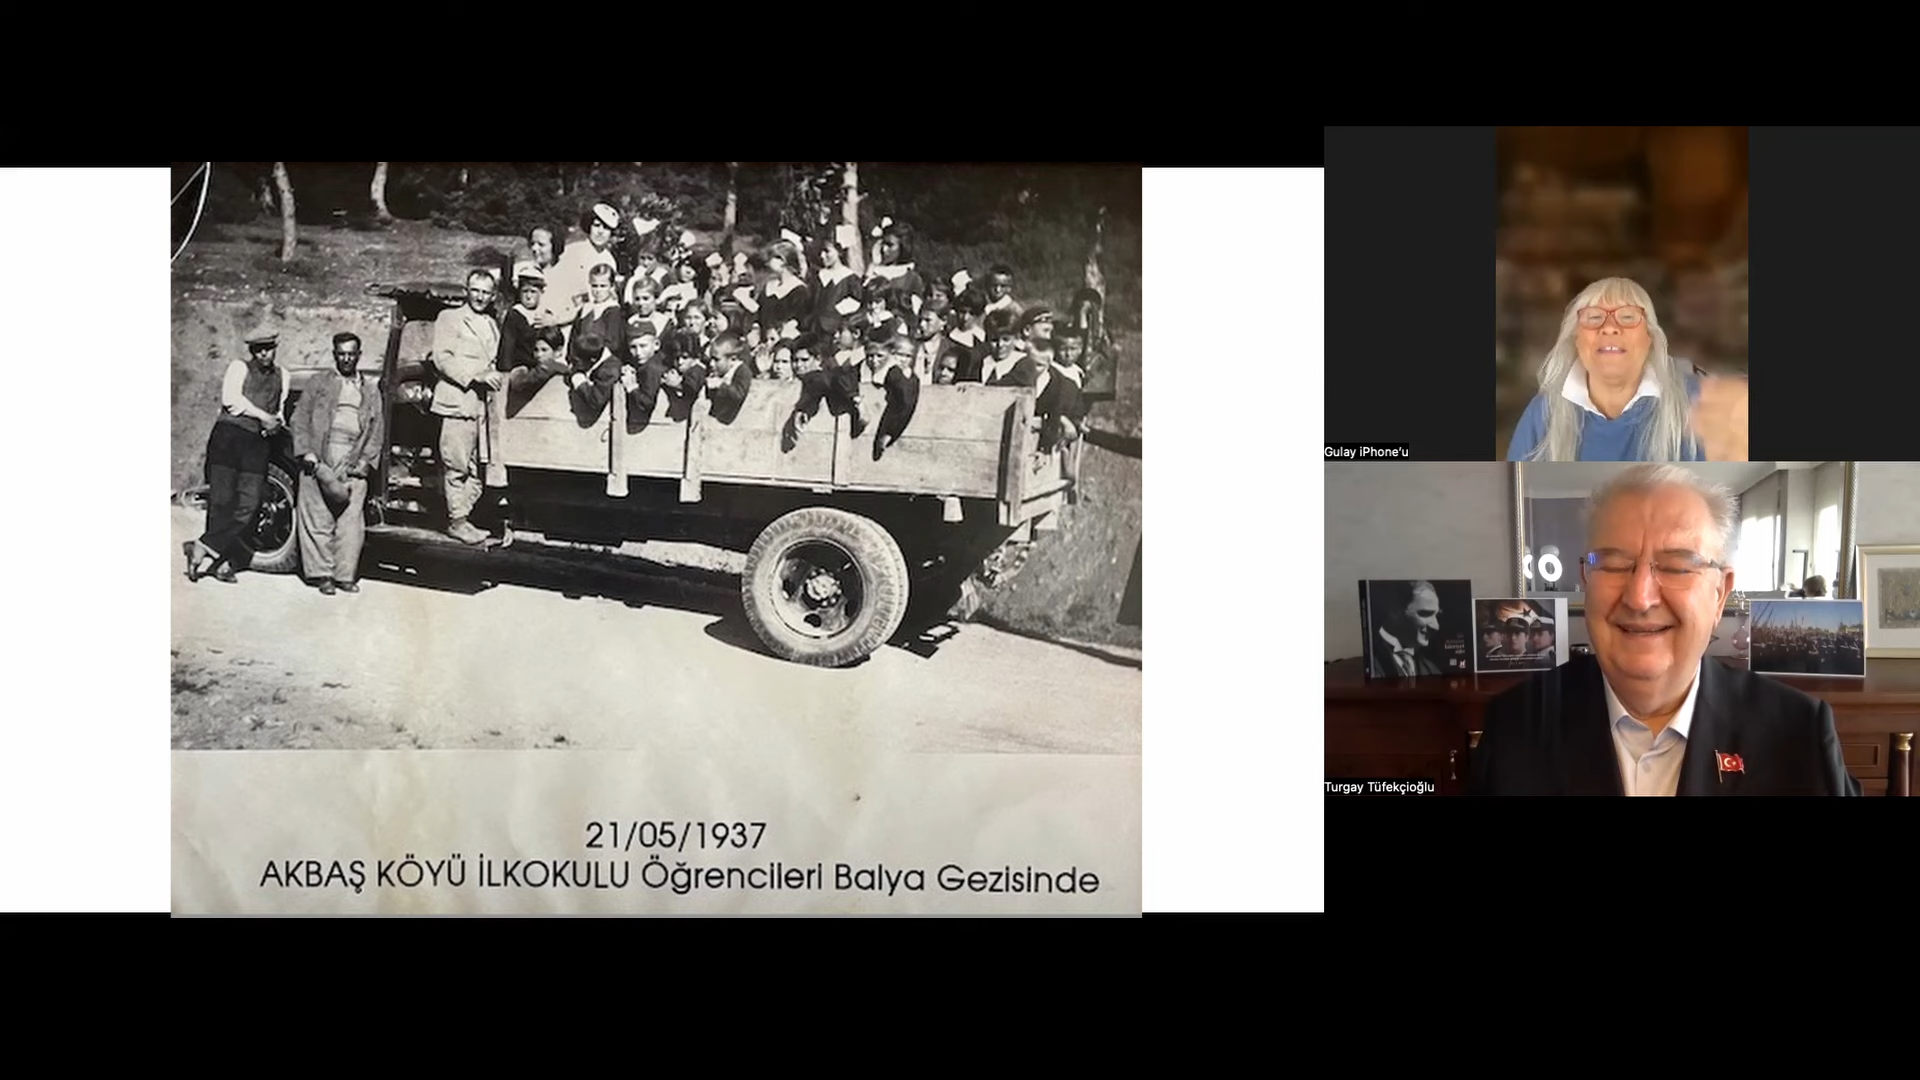 21/05/1937
AKBAŞ KÖYÜ İLKOKULU Öğrencileri Balya Gezisinde
Gulay iPhone'u
Turgay Tüfekçioğlu